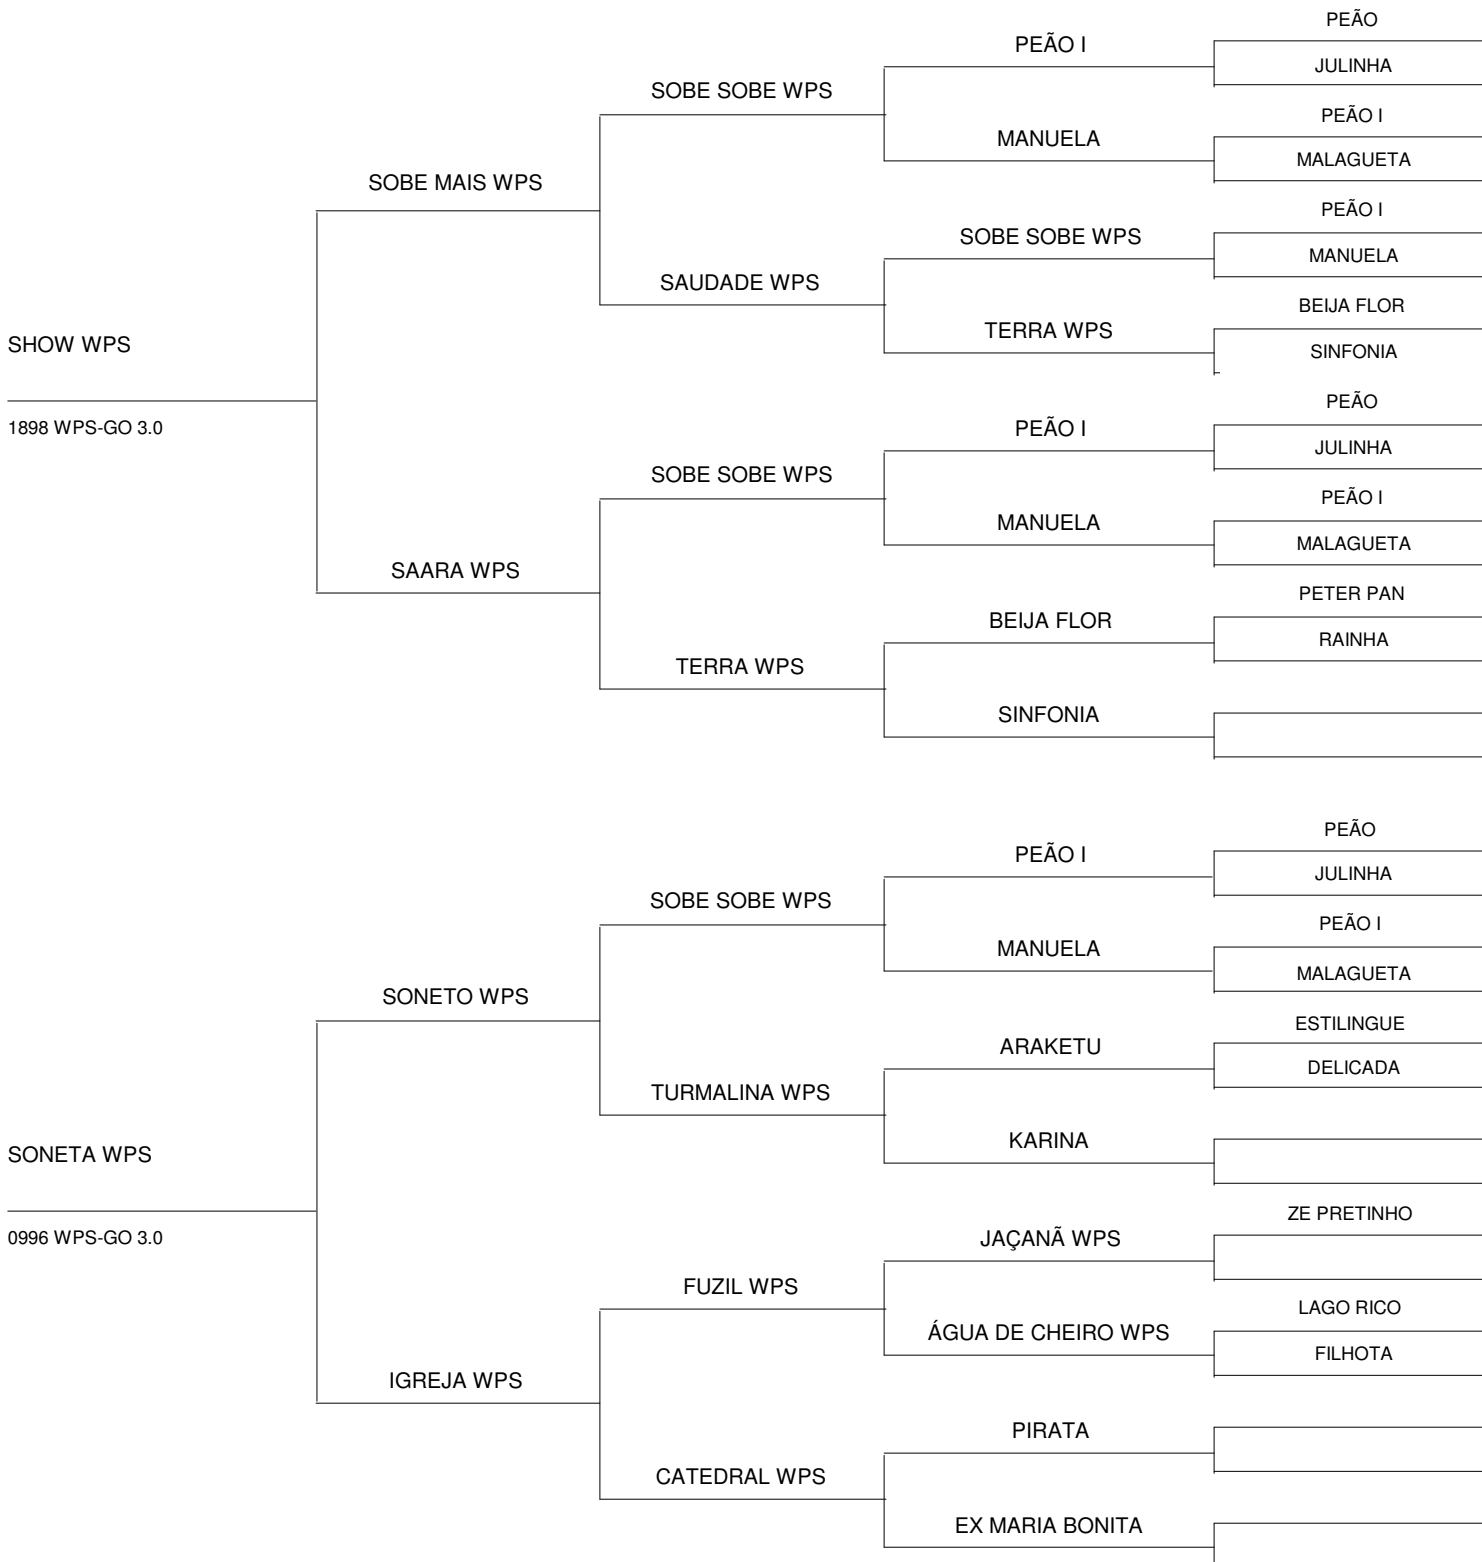 PEÃO
PEÃO I
JULINHA
SOBE SOBE WPS
PEÃO I
MANUELA
MALAGUETA
SOBE MAIS WPS
PEÃO I
SOBE SOBE WPS
MANUELA
SAUDADE WPS
BEIJA FLOR
TERRA WPS
SINFONIA
SHOW WPS
1898 WPS-GO 3.0
PEÃO
PEÃO I
JULINHA
SOBE SOBE WPS
PEÃO I
MANUELA
MALAGUETA
SAARA WPS
PETER PAN
BEIJA FLOR
RAINHA
TERRA WPS
SINFONIA
PEÃO
PEÃO I
JULINHA
SOBE SOBE WPS
PEÃO I
MANUELA
MALAGUETA
SONETO WPS
ESTILINGUE
ARAKETU
DELICADA
TURMALINA WPS
KARINA
SONETA WPS
0996 WPS-GO 3.0
ZE PRETINHO
JAÇANÃ WPS
FUZIL WPS
LAGO RICO
ÁGUA DE CHEIRO WPS
FILHOTA
IGREJA WPS
PIRATA
CATEDRAL WPS
EX MARIA BONITA